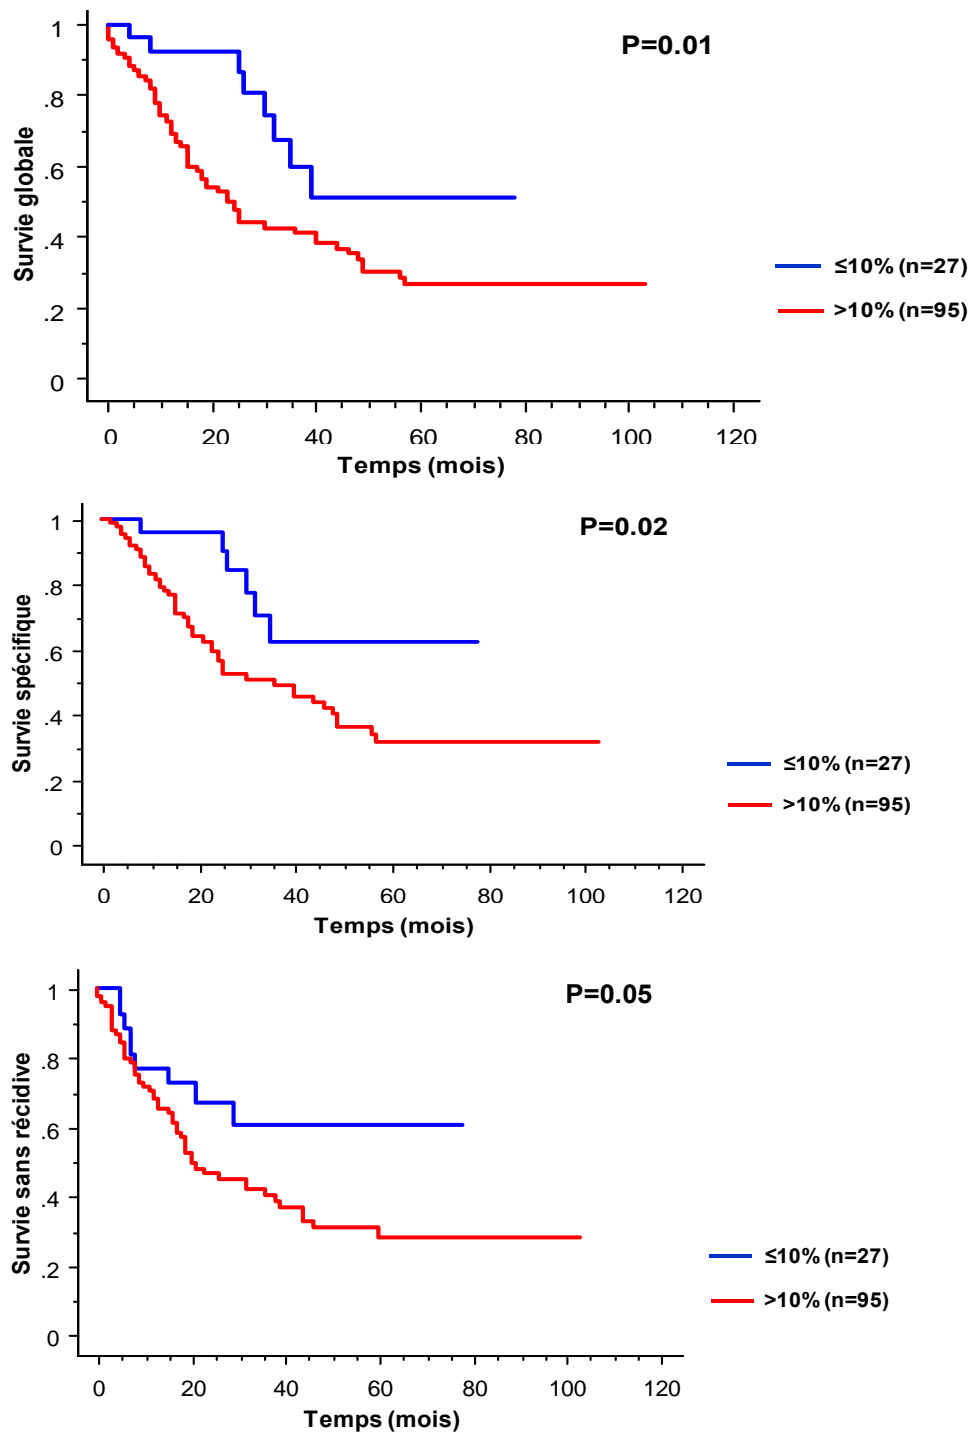 P=0.01
1
.8
.6
.4
.2
0
Survie globale
0 20 40 60 80 100 120
Temps (mois)
≤10% (n=27)
>10% (n=95)
P=0.02
1
.8
.6
.4
.2
0
Survie spécifique
0 20 40 60 80 100 120
Temps (mois)
≤10% (n=27)
>10% (n=95)
P=0.05
1
.8
.6
.4
.2
0
Survie sans récidive
0 20 40 60 80 100 120
Temps (mois)
≤10% (n=27)
>10% (n=95)